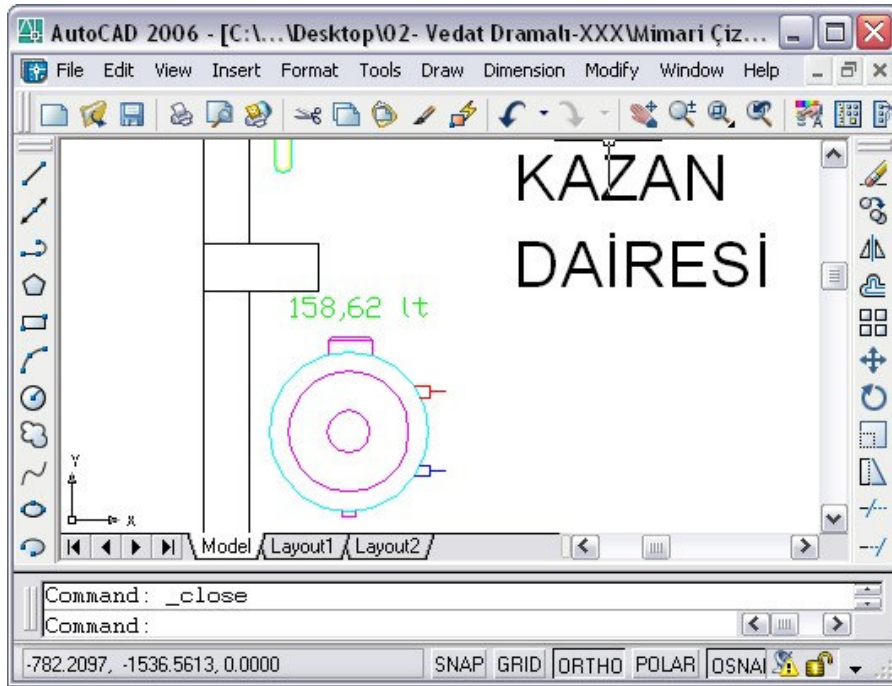 AutoCAD 2006 - [C:\...\Desktop\02- Vedat Dramalı-XXX\Mimari Çiz...
File Edit View Insert Format Tools Draw Dimension Modify Window Help
KAZAN
DAİRESİ
158,62 lt
Y
X
Model Layout1 Layout2
Command: _close
Command:
-782.2097, -1536.5613, 0.0000 SNAP GRID ORTHO POLAR OSNAI